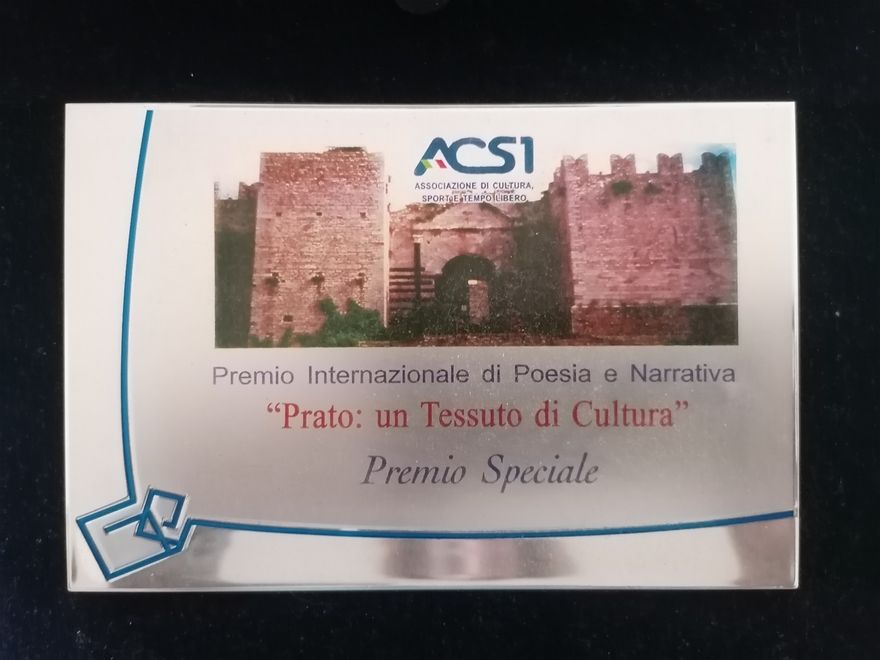 ACSI
ASSOCIAZIONE DI CULTURA,
SPORT E TEMPO LIBERO
Premio Internazionale di Poesia e Narrativa
“Prato: un Tessuto di Cultura”
Premio Speciale